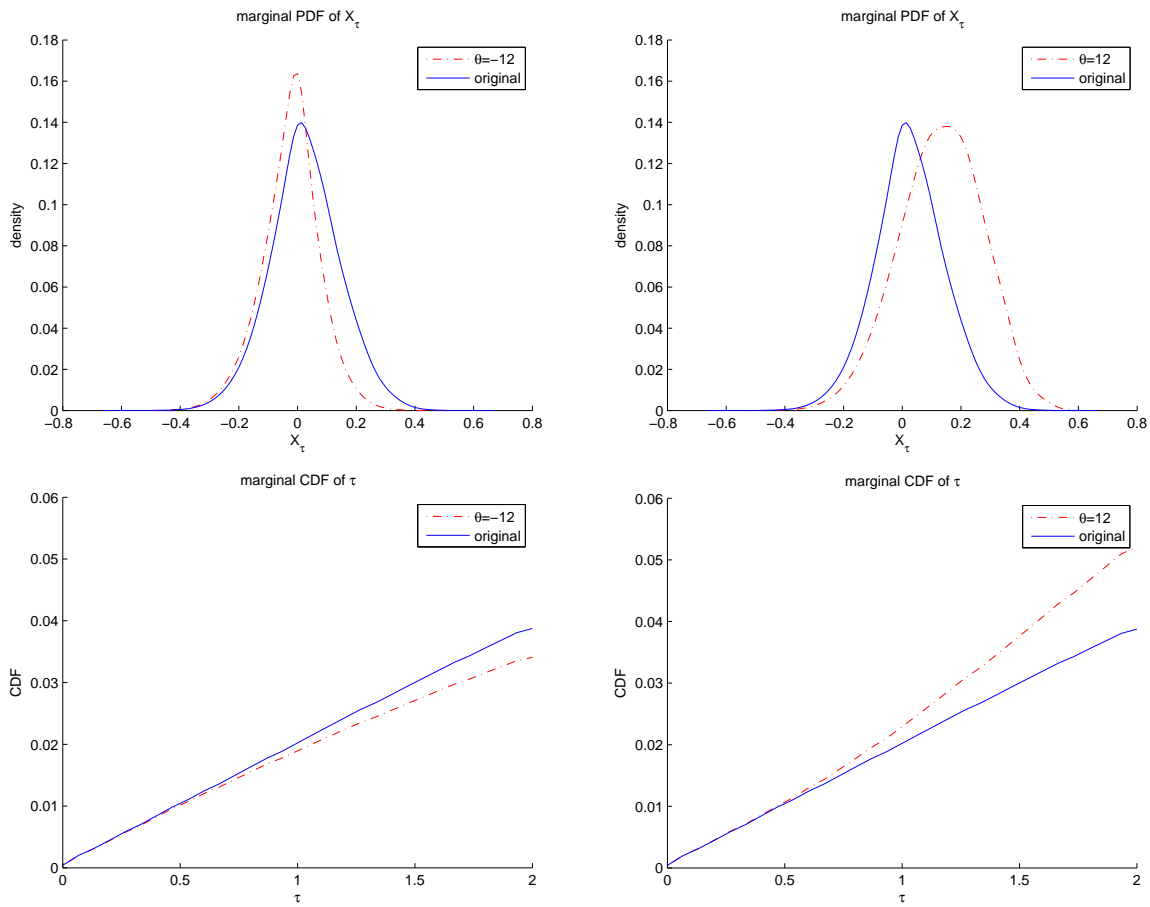 marginal PDF of X_τ
θ=−12
original
density
0.18
0.16
0.14
0.12
0.1
0.08
0.06
0.04
0.02
0
−0.8 −0.6 −0.4 −0.2 0 0.2 0.4 0.6 0.8
X_τ
marginal PDF of X_τ
θ=12
original
density
0.18
0.16
0.14
0.12
0.1
0.08
0.06
0.04
0.02
0
−0.8 −0.6 −0.4 −0.2 0 0.2 0.4 0.6 0.8
X_τ
marginal CDF of τ
θ=−12
original
CDF
0.06
0.05
0.04
0.03
0.02
0.01
0
0 0.5 1 1.5 2
τ
marginal CDF of τ
θ=12
original
CDF
0.06
0.05
0.04
0.03
0.02
0.01
0
0 0.5 1 1.5 2
τ